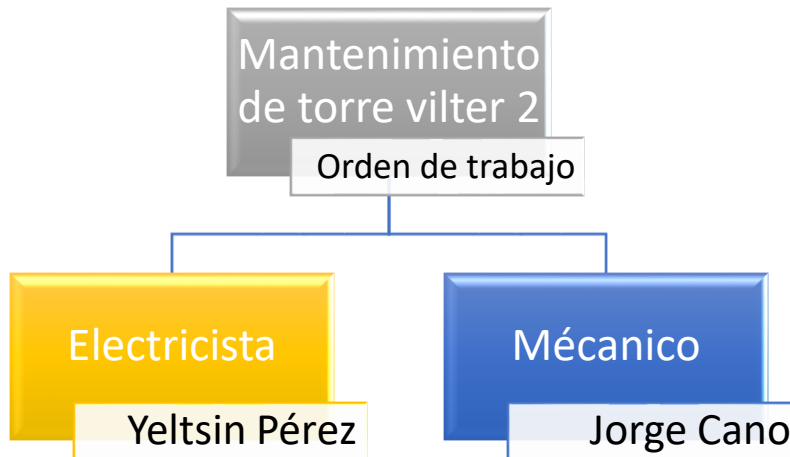 Mantenimiento
de torre vilter 2
Orden de trabajo
Electricista
Mécanico
Yeltsin Pérez
Jorge Cano